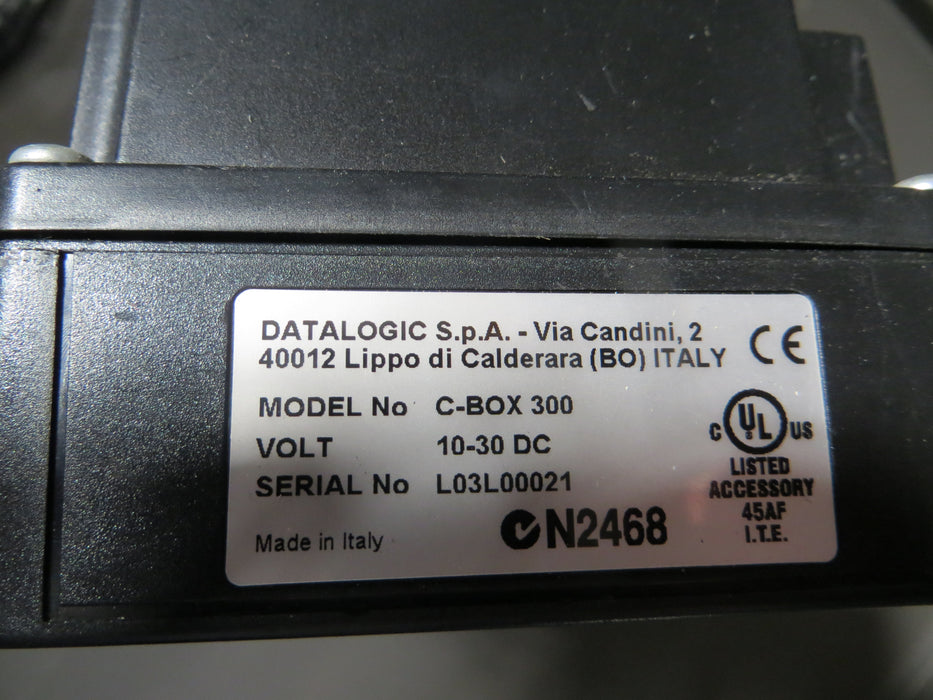 DATALOGIC S.p.A. - Via Candini, 2
40012 Lippo di Calderara (BO) ITALY
CE
MODEL No C-BOX 300
VOLT 10-30 DC
SERIAL No L03L00021
Made in Italy
N2468
C UL US
LISTED
ACCESSORY
45AF
I.T.E.